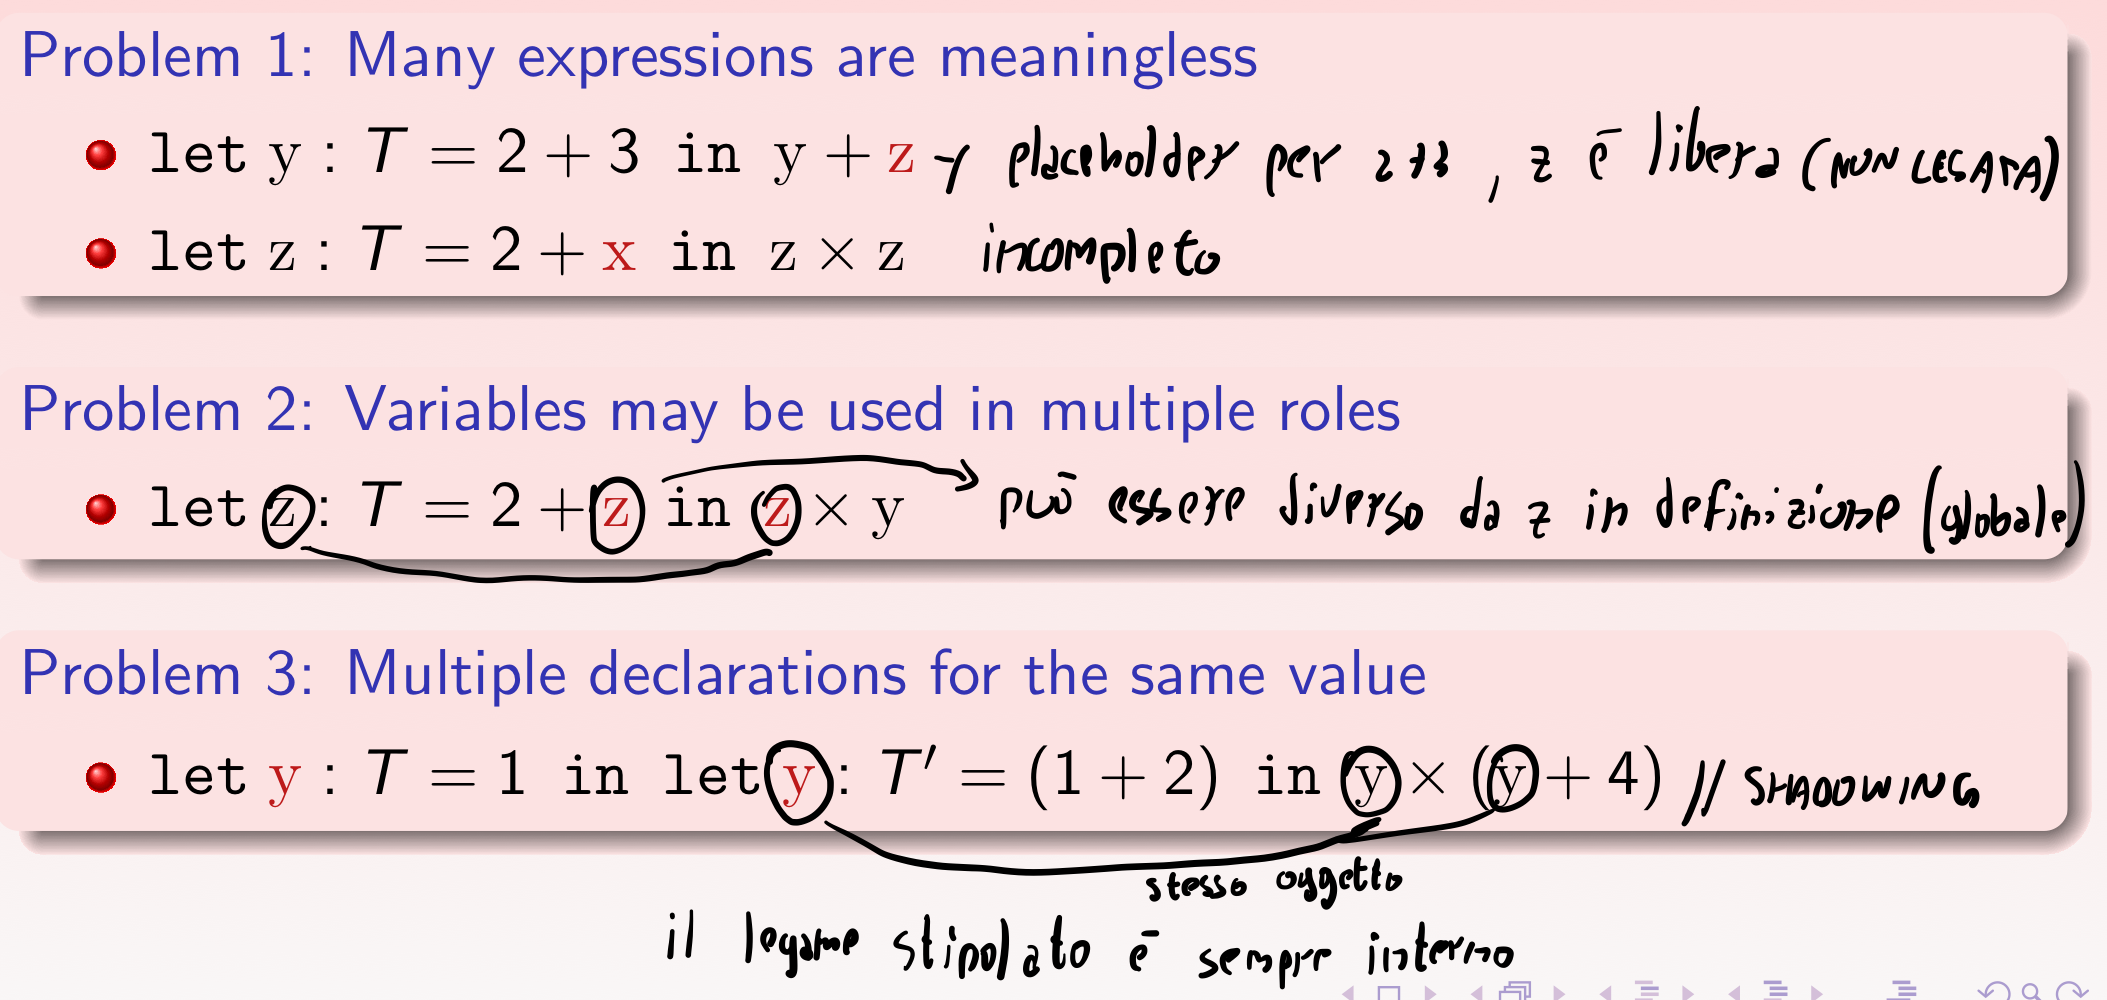 Problem 1: Many expressions are meaningless
let y : T = 2 + 3 in y + z - y placeholder per 2+3, z è libera (NON LEGATA)
let z : T = 2 + x in z × z incompleto
Problem 2: Variables may be used in multiple roles
let z : T = 2 + z in z × y può essere diverso da z in definizione (globale)
Problem 3: Multiple declarations for the same value
let y : T = 1 in let y : T′ = (1 + 2) in y × (y + 4) // SHADOWING
stesso oggetto
il legame stipolato è sempre interno